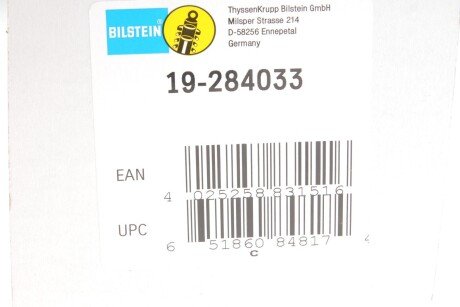 BILSTEIN
ThyssenKrupp Bilstein GmbH
Milsper Strasse 214
D-58256 Ennepetal
Germany
19-284033
EAN
4 025258 831516
UPC
6 51860 84817 4
C